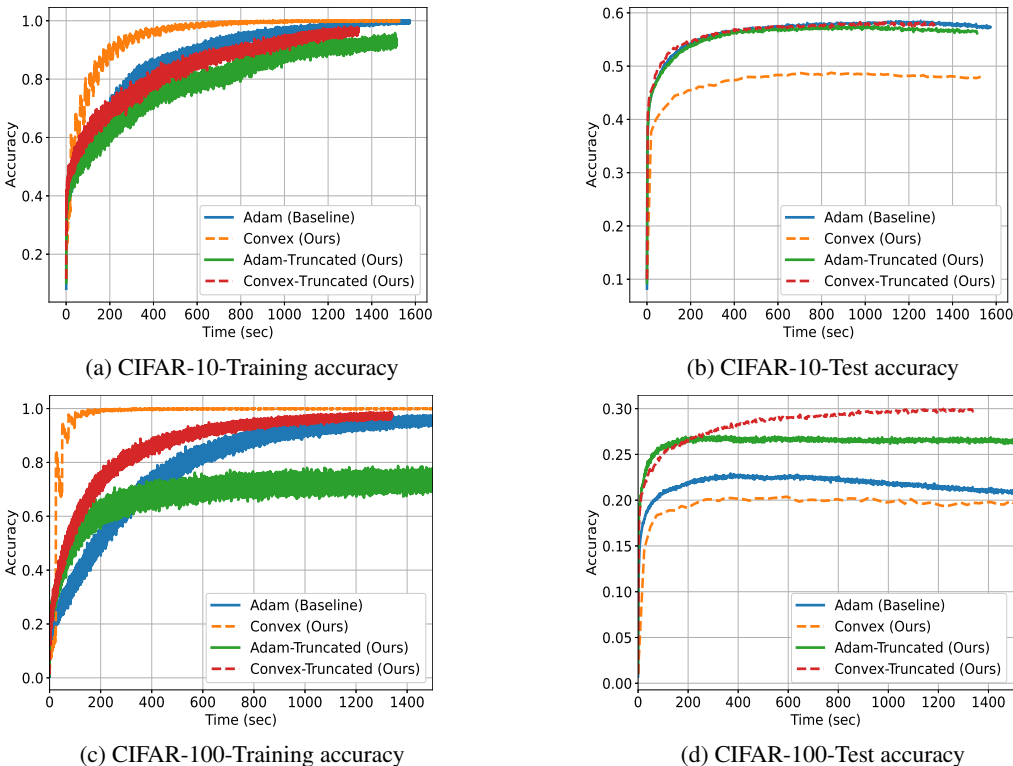 1.0
0.8
0.6
0.4
0.2
Accuracy
0 200 400 600 800 1000 1200 1400 1600
Time (sec)
Adam (Baseline)
Convex (Ours)
Adam-Truncated (Ours)
Convex-Truncated (Ours)
(a) CIFAR-10-Training accuracy
0.6
0.5
0.4
0.3
0.2
0.1
Accuracy
0 200 400 600 800 1000 1200 1400 1600
Time (sec)
Adam (Baseline)
Convex (Ours)
Adam-Truncated (Ours)
Convex-Truncated (Ours)
(b) CIFAR-10-Test accuracy
1.0
0.8
0.6
0.4
0.2
0.0
Accuracy
0 200 400 600 800 1000 1200 1400
Time (sec)
Adam (Baseline)
Convex (Ours)
Adam-Truncated (Ours)
Convex-Truncated (Ours)
(c) CIFAR-100-Training accuracy
0.30
0.25
0.20
0.15
0.10
0.05
0.00
Accuracy
0 200 400 600 800 1000 1200 1400
Time (sec)
Adam (Baseline)
Convex (Ours)
Adam-Truncated (Ours)
Convex-Truncated (Ours)
(d) CIFAR-100-Test accuracy